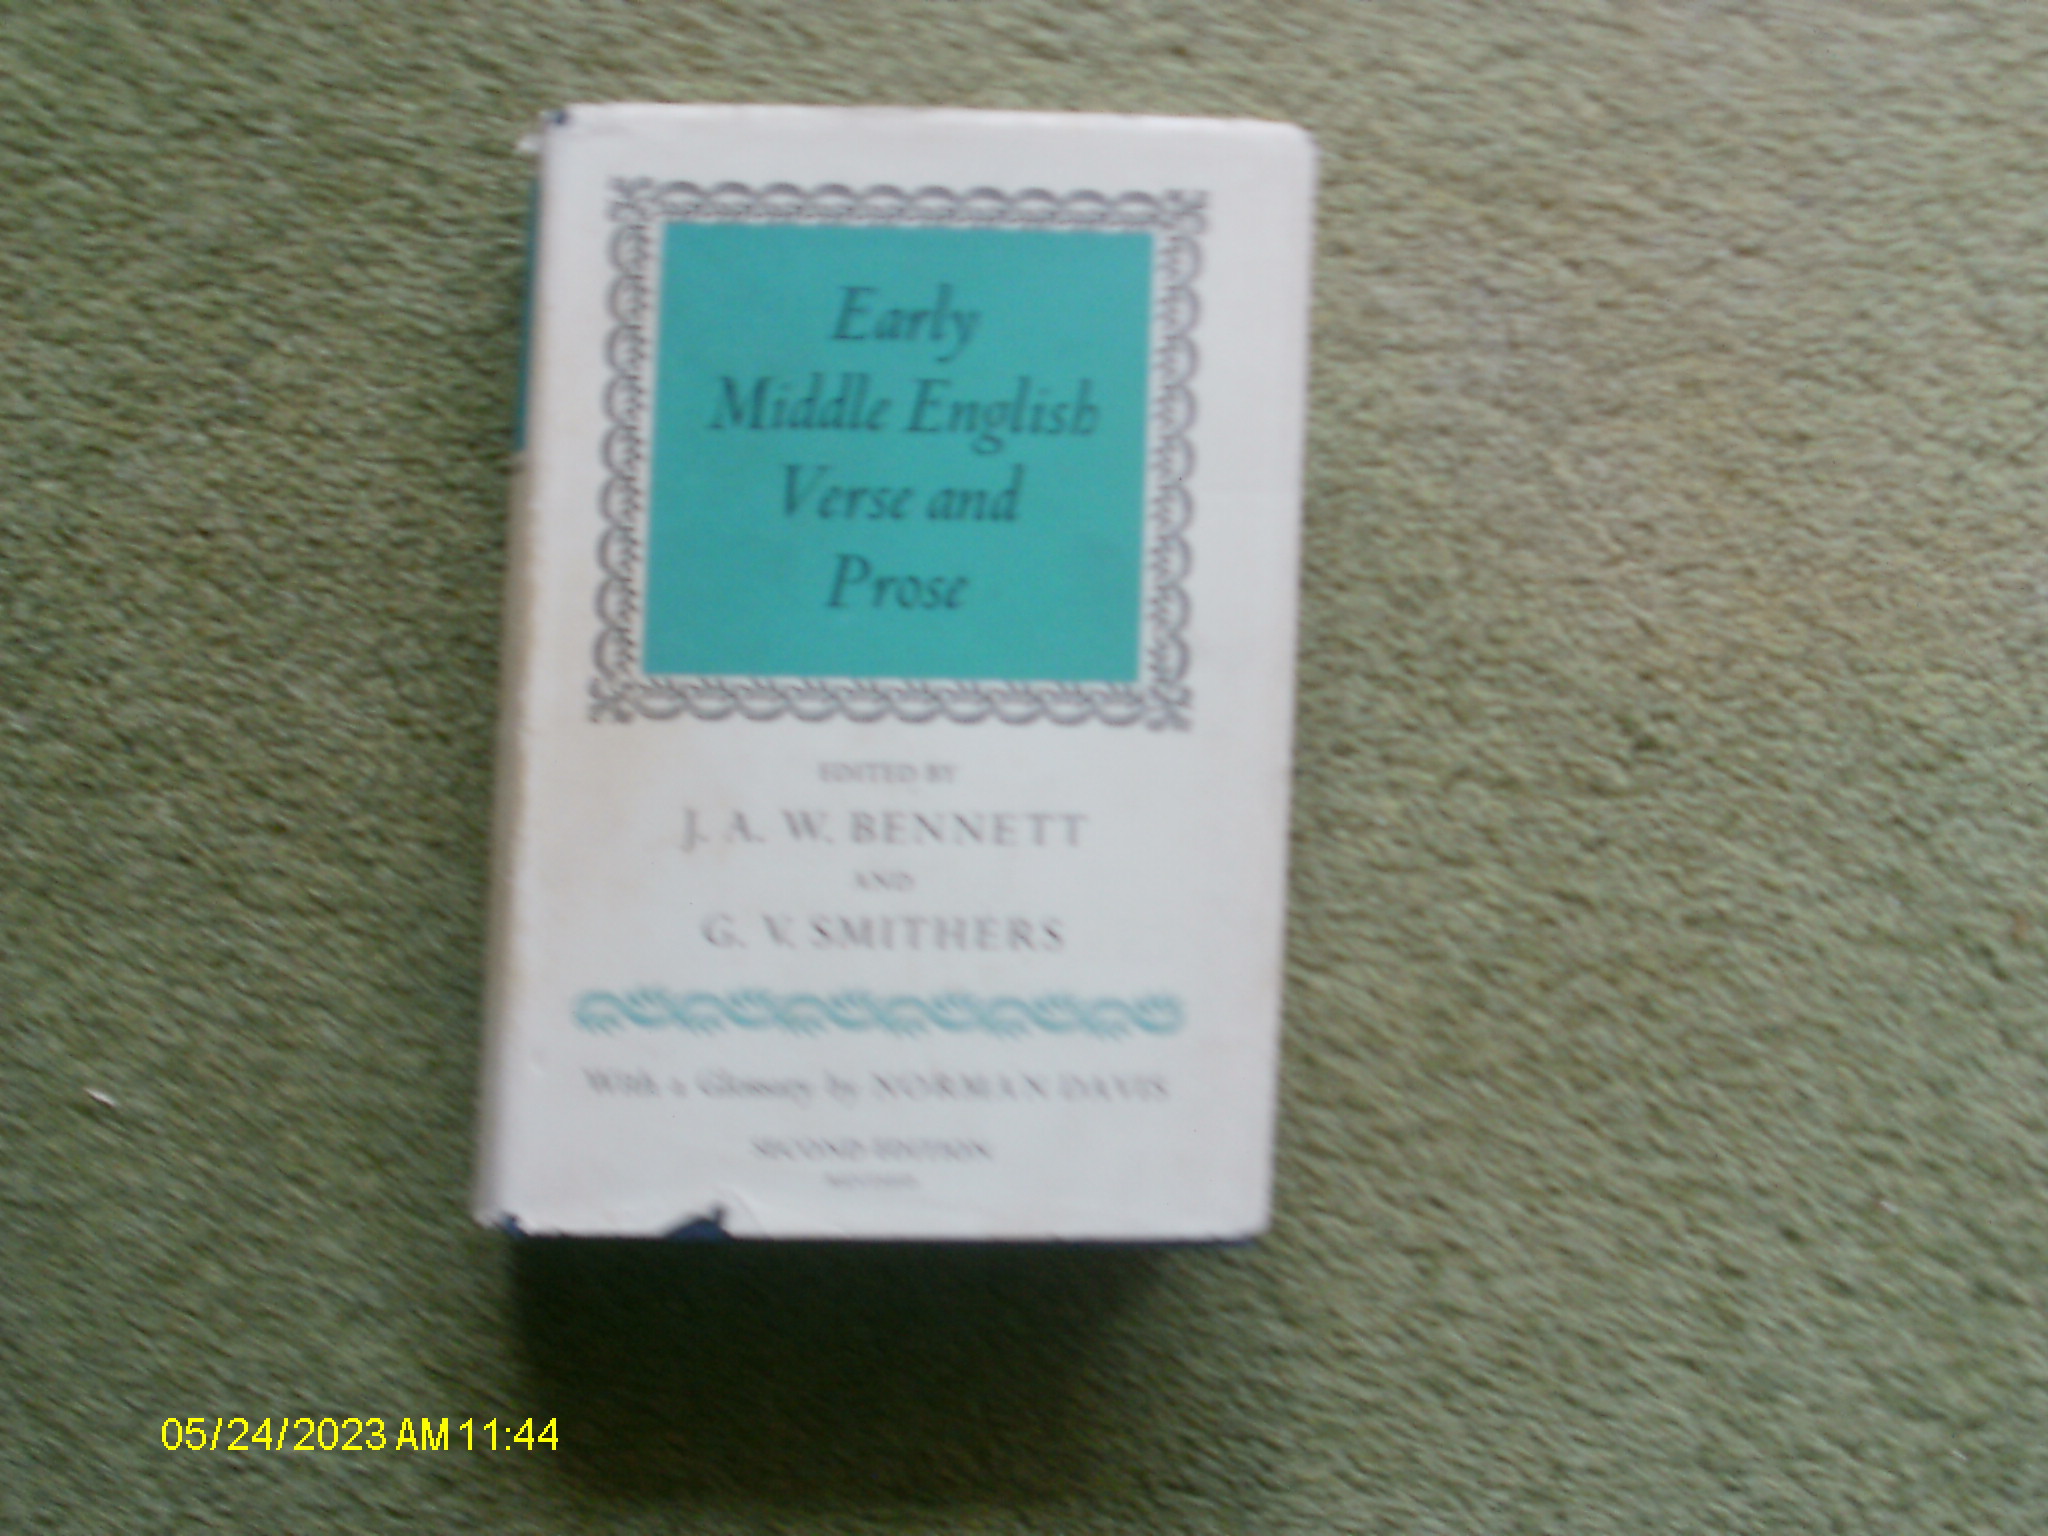 Early
Middle English
Verse and
Prose
EDITED BY
J. A. W. BENNETT
AND
G. V. SMITHERS
With a Glossary by NORMAN DAVIS
SECOND EDITION
05/24/2023 AM 11:44